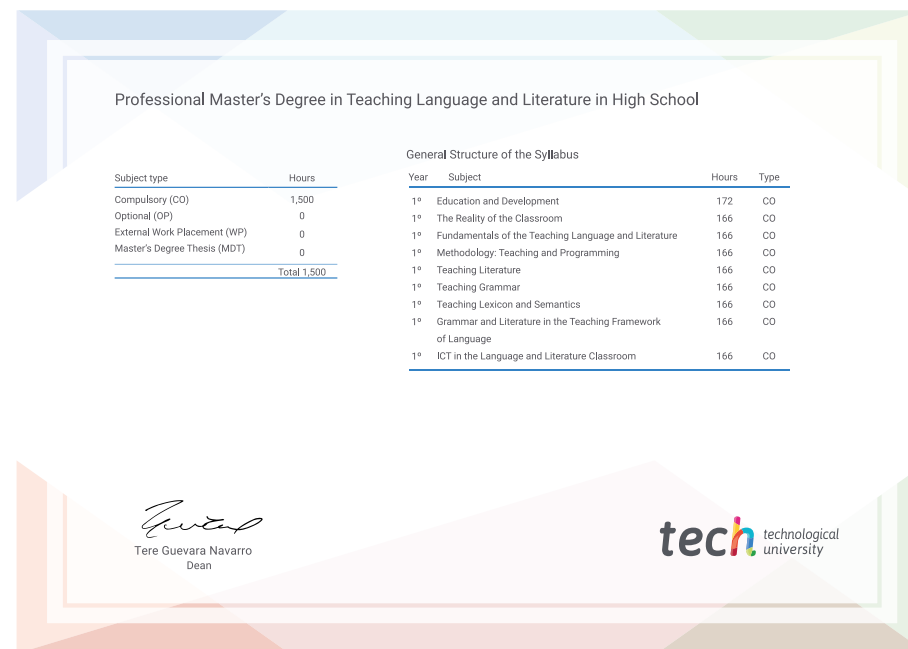 Professional Master's Degree in Teaching Language and Literature in High School
Subject type Hours
Compulsory (CO) 1,500
Optional (OP) 0
External Work Placement (WP) 0
Master's Degree Thesis (MDT) 0
Total 1,500
General Structure of the Syllabus
Year Subject Hours Type
1º Education and Development 172 CO
1º The Reality of the Classroom 166 CO
1º Fundamentals of the Teaching Language and Literature 166 CO
1º Methodology: Teaching and Programming 166 CO
1º Teaching Literature 166 CO
1º Teaching Grammar 166 CO
1º Teaching Lexicon and Semantics 166 CO
1º Grammar and Literature in the Teaching Framework 166 CO
of Language
1º ICT in the Language and Literature Classroom 166 CO
Tere Guevara Navarro
Dean
tech technological
university